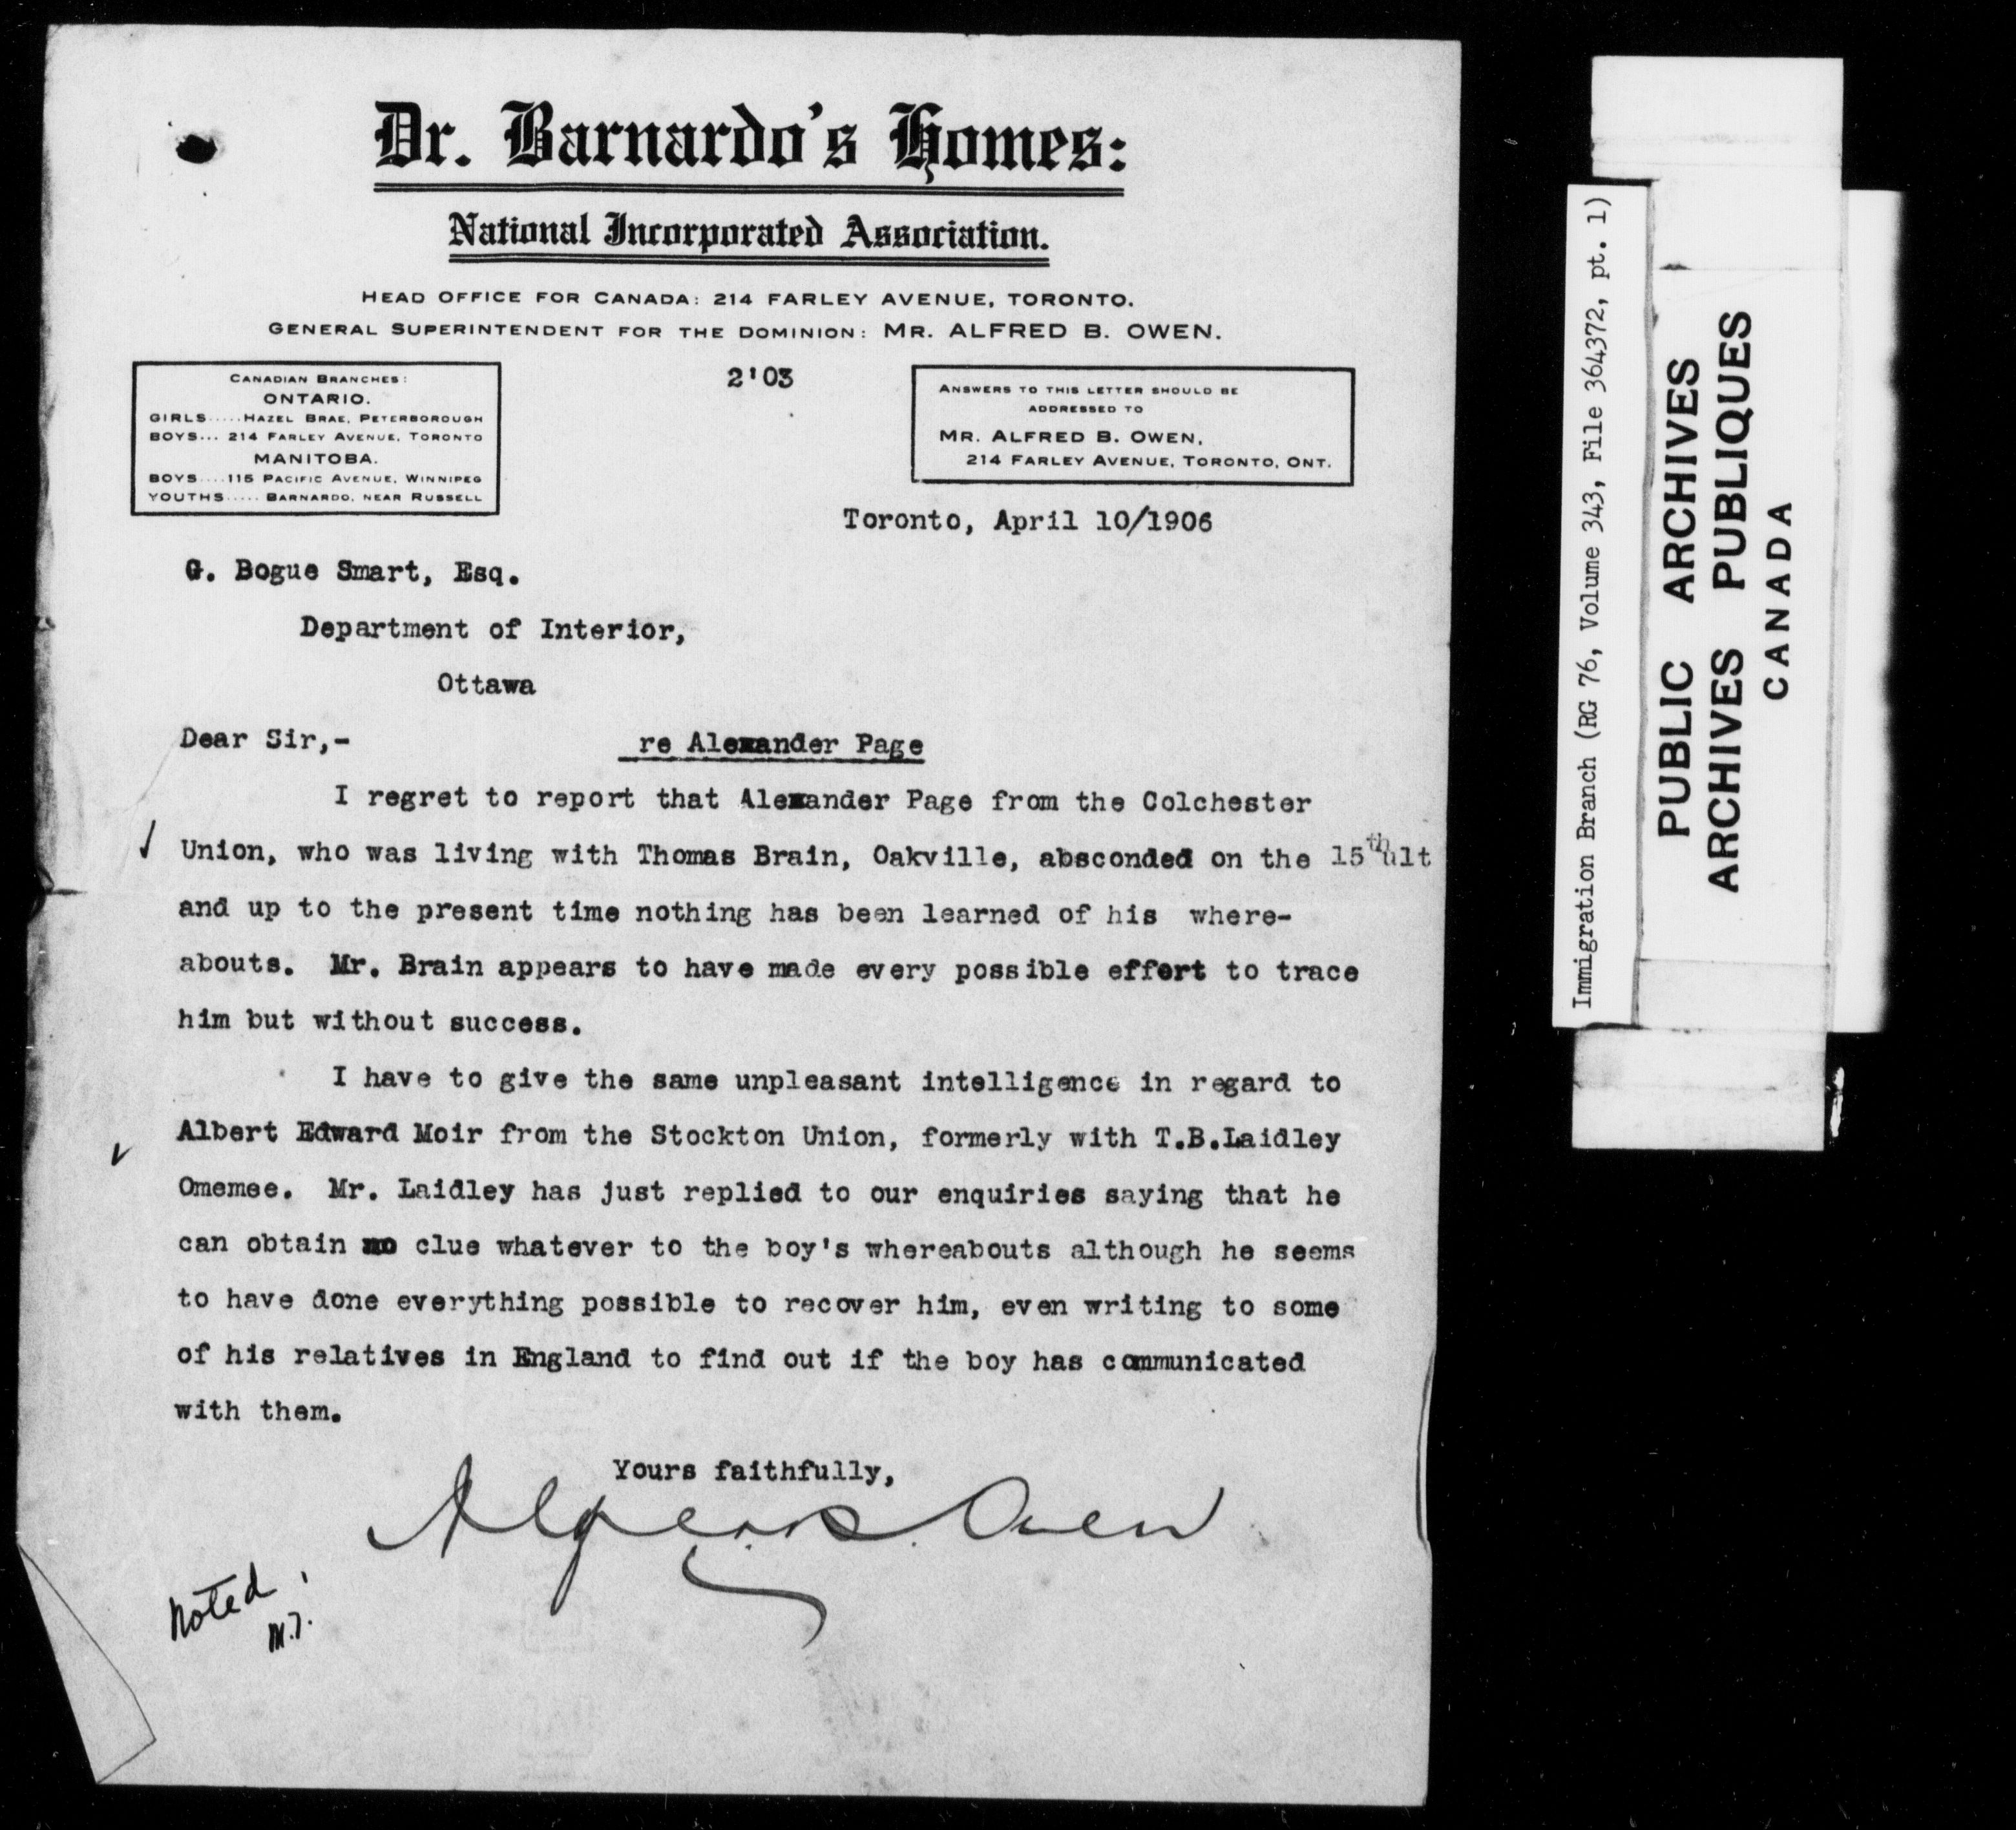 Dr. Barnardo's Homes:
National Incorporated Association.
HEAD OFFICE FOR CANADA: 214 FARLEY AVENUE, TORONTO.
GENERAL SUPERINTENDENT FOR THE DOMINION: MR. ALFRED B. OWEN.
CANADIAN BRANCHES:
ONTARIO.
GIRLS.....HAZEL BRAE, PETERBOROUGH
BOYS... 214 FARLEY AVENUE, TORONTO
MANITOBA.
BOYS....115 PACIFIC AVENUE, WINNIPEG
YOUTHS..... BARNARDO, NEAR RUSSELL
2'03
ANSWERS TO THIS LETTER SHOULD BE
ADDRESSED TO
MR. ALFRED B. OWEN,
214 FARLEY AVENUE, TORONTO, ONT.
Toronto, April 10/1906
G. Bogue Smart, Esq.
Department of Interior,
Ottawa
Dear Sir,- re Alexander Page
I regret to report that Alexander Page from the Colchester
Union, who was living with Thomas Brain, Oakville, absconded on the 15th ult
and up to the present time nothing has been learned of his where-
abouts. Mr. Brain appears to have made every possible effort to trace
him but without success.
I have to give the same unpleasant intelligence in regard to
Albert Edward Moir from the Stockton Union, formerly with T.B.Laidley
Omemee. Mr. Laidley has just replied to our enquiries saying that he
can obtain no clue whatever to the boy's whereabouts although he seems
to have done everything possible to recover him, even writing to some
of his relatives in England to find out if the boy has communicated
with them.
Yours faithfully,
Alfred B. Owen
Noted
Immigration Branch (RG 76, Volume 343, File 364372, pt. 1)
PUBLIC ARCHIVES
ARCHIVES PUBLIQUES
CANADA